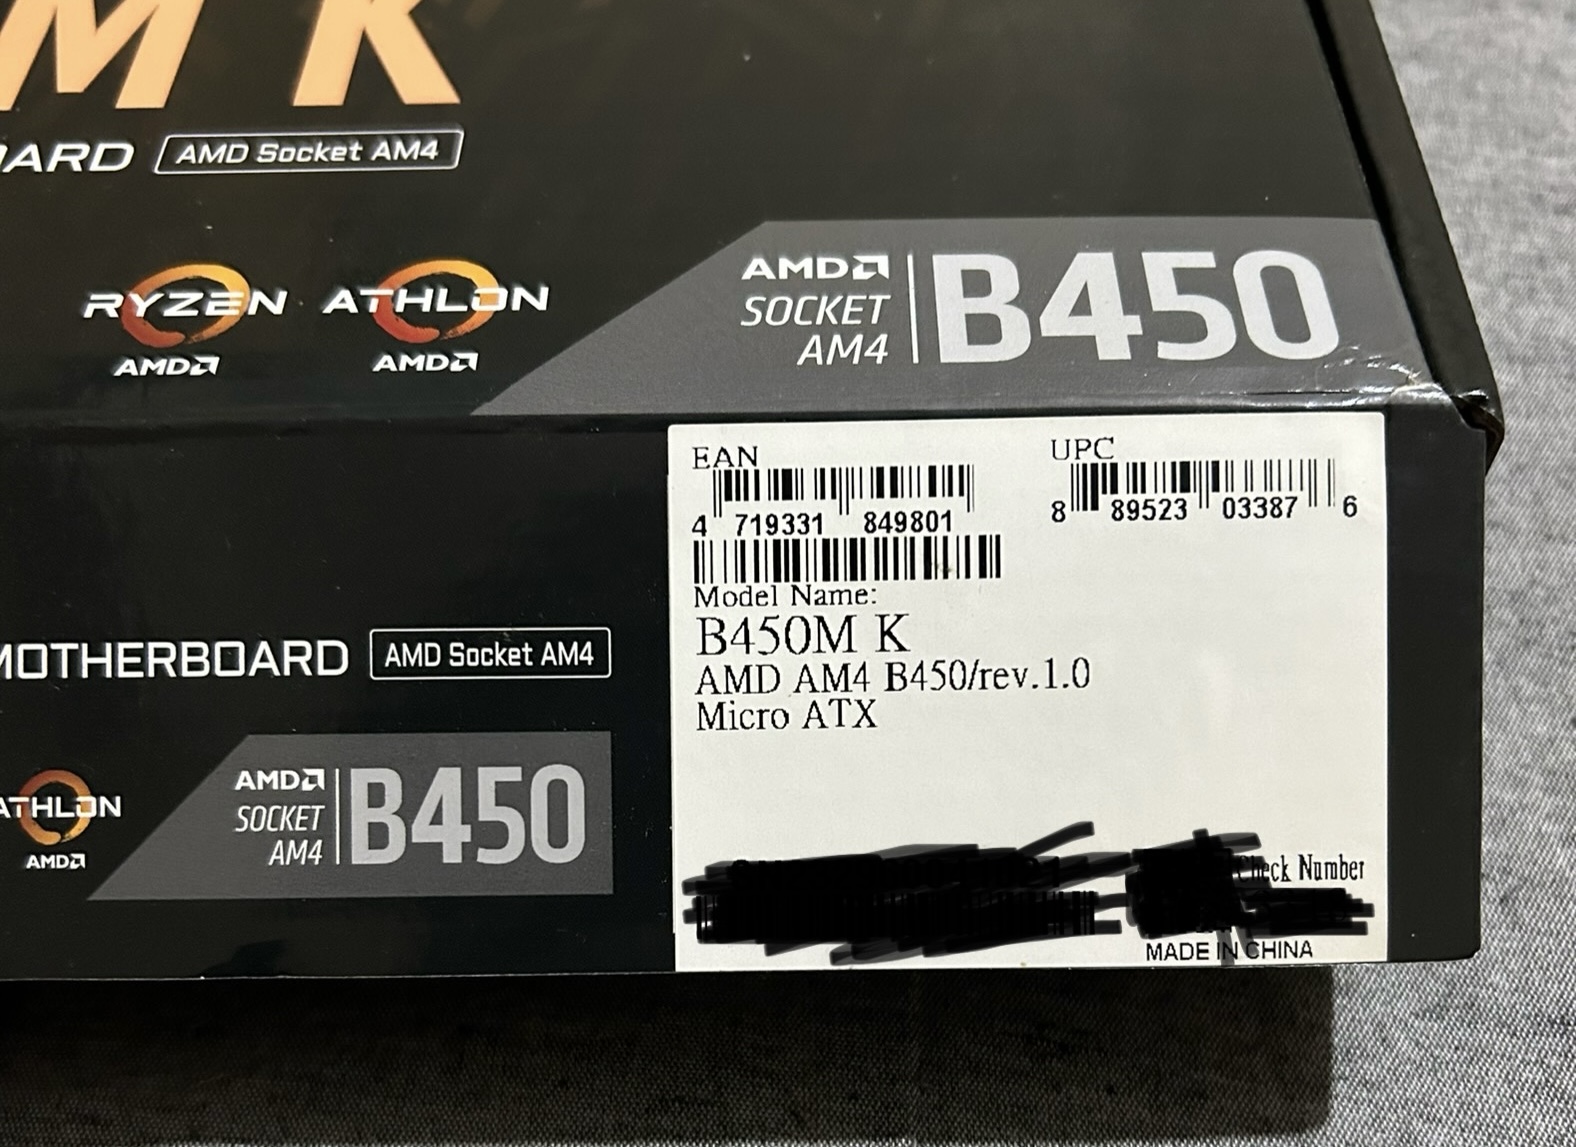 M K
ARD AMD Socket AM4
RYZEN ATHLON
AMD AMD
AMD
SOCKET
AM4
B450
EAN UPC
4 719331 849801
8 89523 03387 6
Model Name:
B450M K
AMD AM4 B450/rev.1.0
Micro ATX
Check Number
MADE IN CHINA
MOTHERBOARD AMD Socket AM4
ATHLON
AMD
AMD
SOCKET
AM4
B450